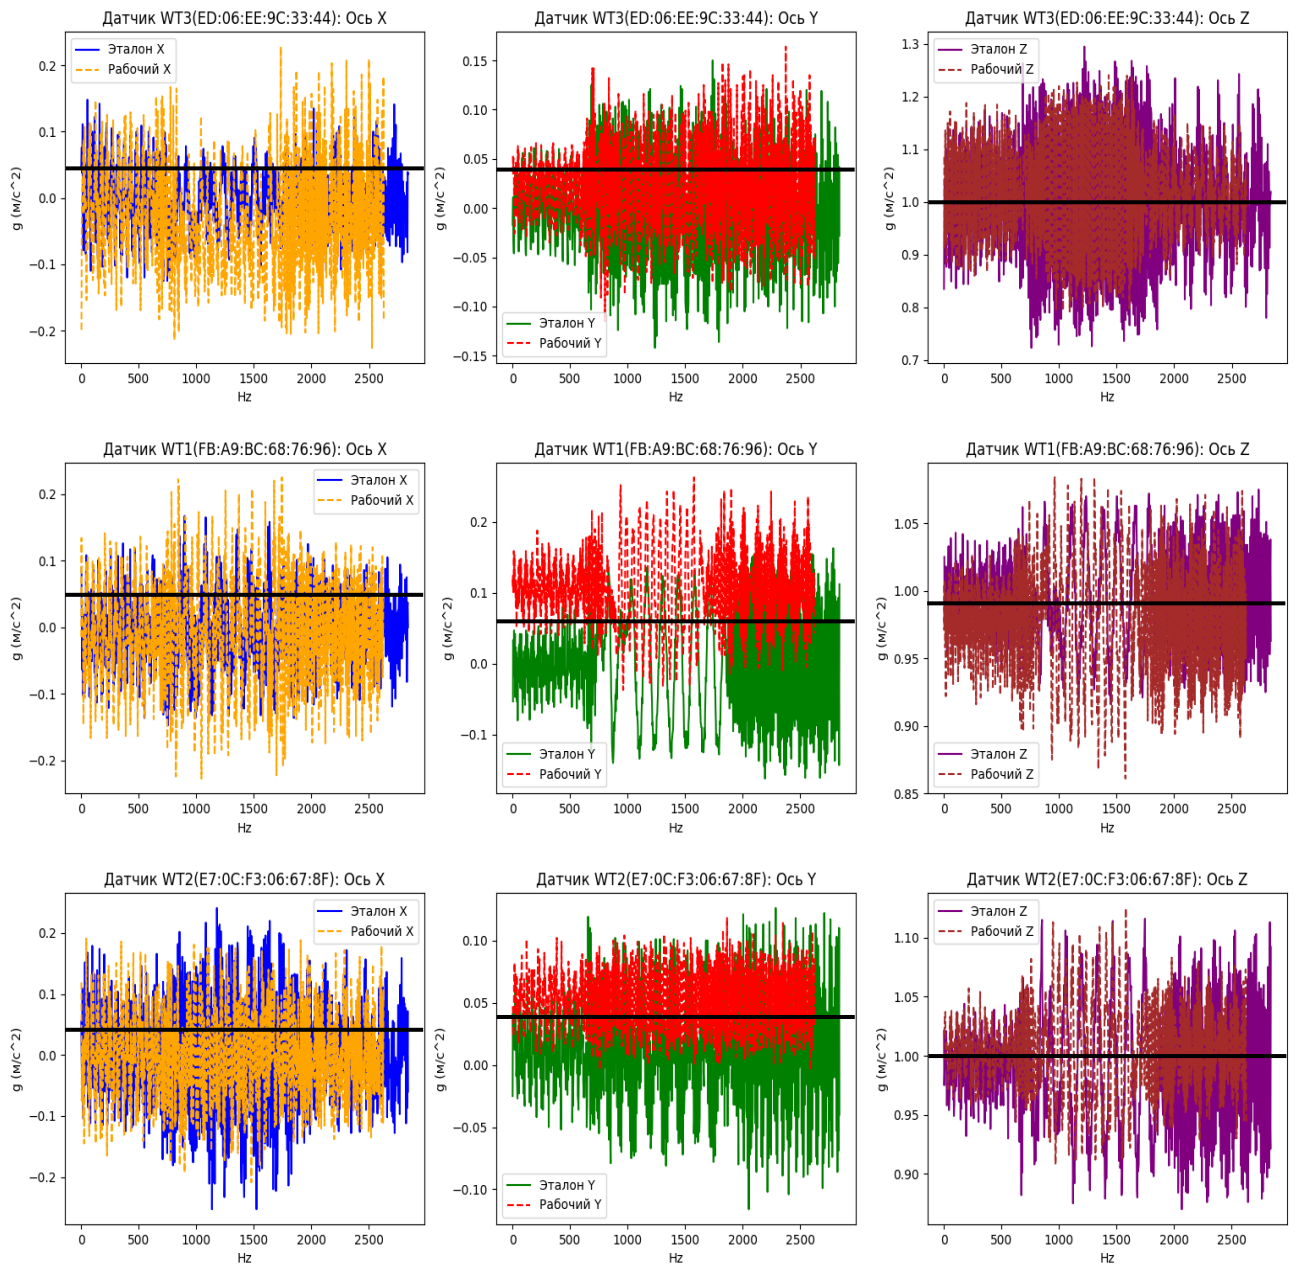 Датчик WT3(ED:06:EE:9C:33:44): Ось X
Эталон X
Рабочий X
0.2
0.1
0.0
−0.1
−0.2
g (м/с^2)
0 500 1000 1500 2000 2500
Hz
Датчик WT3(ED:06:EE:9C:33:44): Ось Y
0.15
0.10
0.05
0.00
−0.05
−0.10
−0.15
g (м/с^2)
Эталон Y
Рабочий Y
0 500 1000 1500 2000 2500
Hz
Датчик WT3(ED:06:EE:9C:33:44): Ось Z
Эталон Z
Рабочий Z
1.3
1.2
1.1
1.0
0.9
0.8
0.7
g (м/с^2)
0 500 1000 1500 2000 2500
Hz
Датчик WT1(FB:A9:BC:68:76:96): Ось X
Эталон X
Рабочий X
0.2
0.1
0.0
−0.1
−0.2
g (м/с^2)
0 500 1000 1500 2000 2500
Hz
Датчик WT1(FB:A9:BC:68:76:96): Ось Y
0.2
0.1
0.0
−0.1
g (м/с^2)
Эталон Y
Рабочий Y
0 500 1000 1500 2000 2500
Hz
Датчик WT1(FB:A9:BC:68:76:96): Ось Z
1.05
1.00
0.95
0.90
0.85
g (м/с^2)
Эталон Z
Рабочий Z
0 500 1000 1500 2000 2500
Hz
Датчик WT2(E7:0C:F3:06:67:8F): Ось X
Эталон X
Рабочий X
0.2
0.1
0.0
−0.1
−0.2
g (м/с^2)
0 500 1000 1500 2000 2500
Hz
Датчик WT2(E7:0C:F3:06:67:8F): Ось Y
0.10
0.05
0.00
−0.05
−0.10
g (м/с^2)
Эталон Y
Рабочий Y
0 500 1000 1500 2000 2500
Hz
Датчик WT2(E7:0C:F3:06:67:8F): Ось Z
Эталон Z
Рабочий Z
1.10
1.05
1.00
0.95
0.90
g (м/с^2)
0 500 1000 1500 2000 2500
Hz